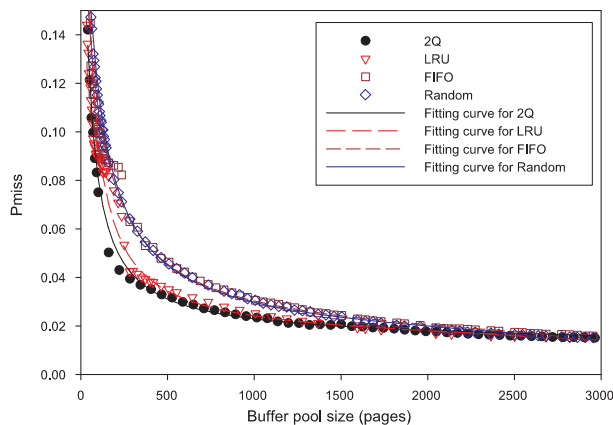 2Q
LRU
FIFO
Random
Fitting curve for 2Q
Fitting curve for LRU
Fitting curve for FIFO
Fitting curve for Random
Pmiss
0.14
0.12
0.10
0.08
0.06
0.04
0.02
0.00
0 500 1000 1500 2000 2500 3000
Buffer pool size (pages)